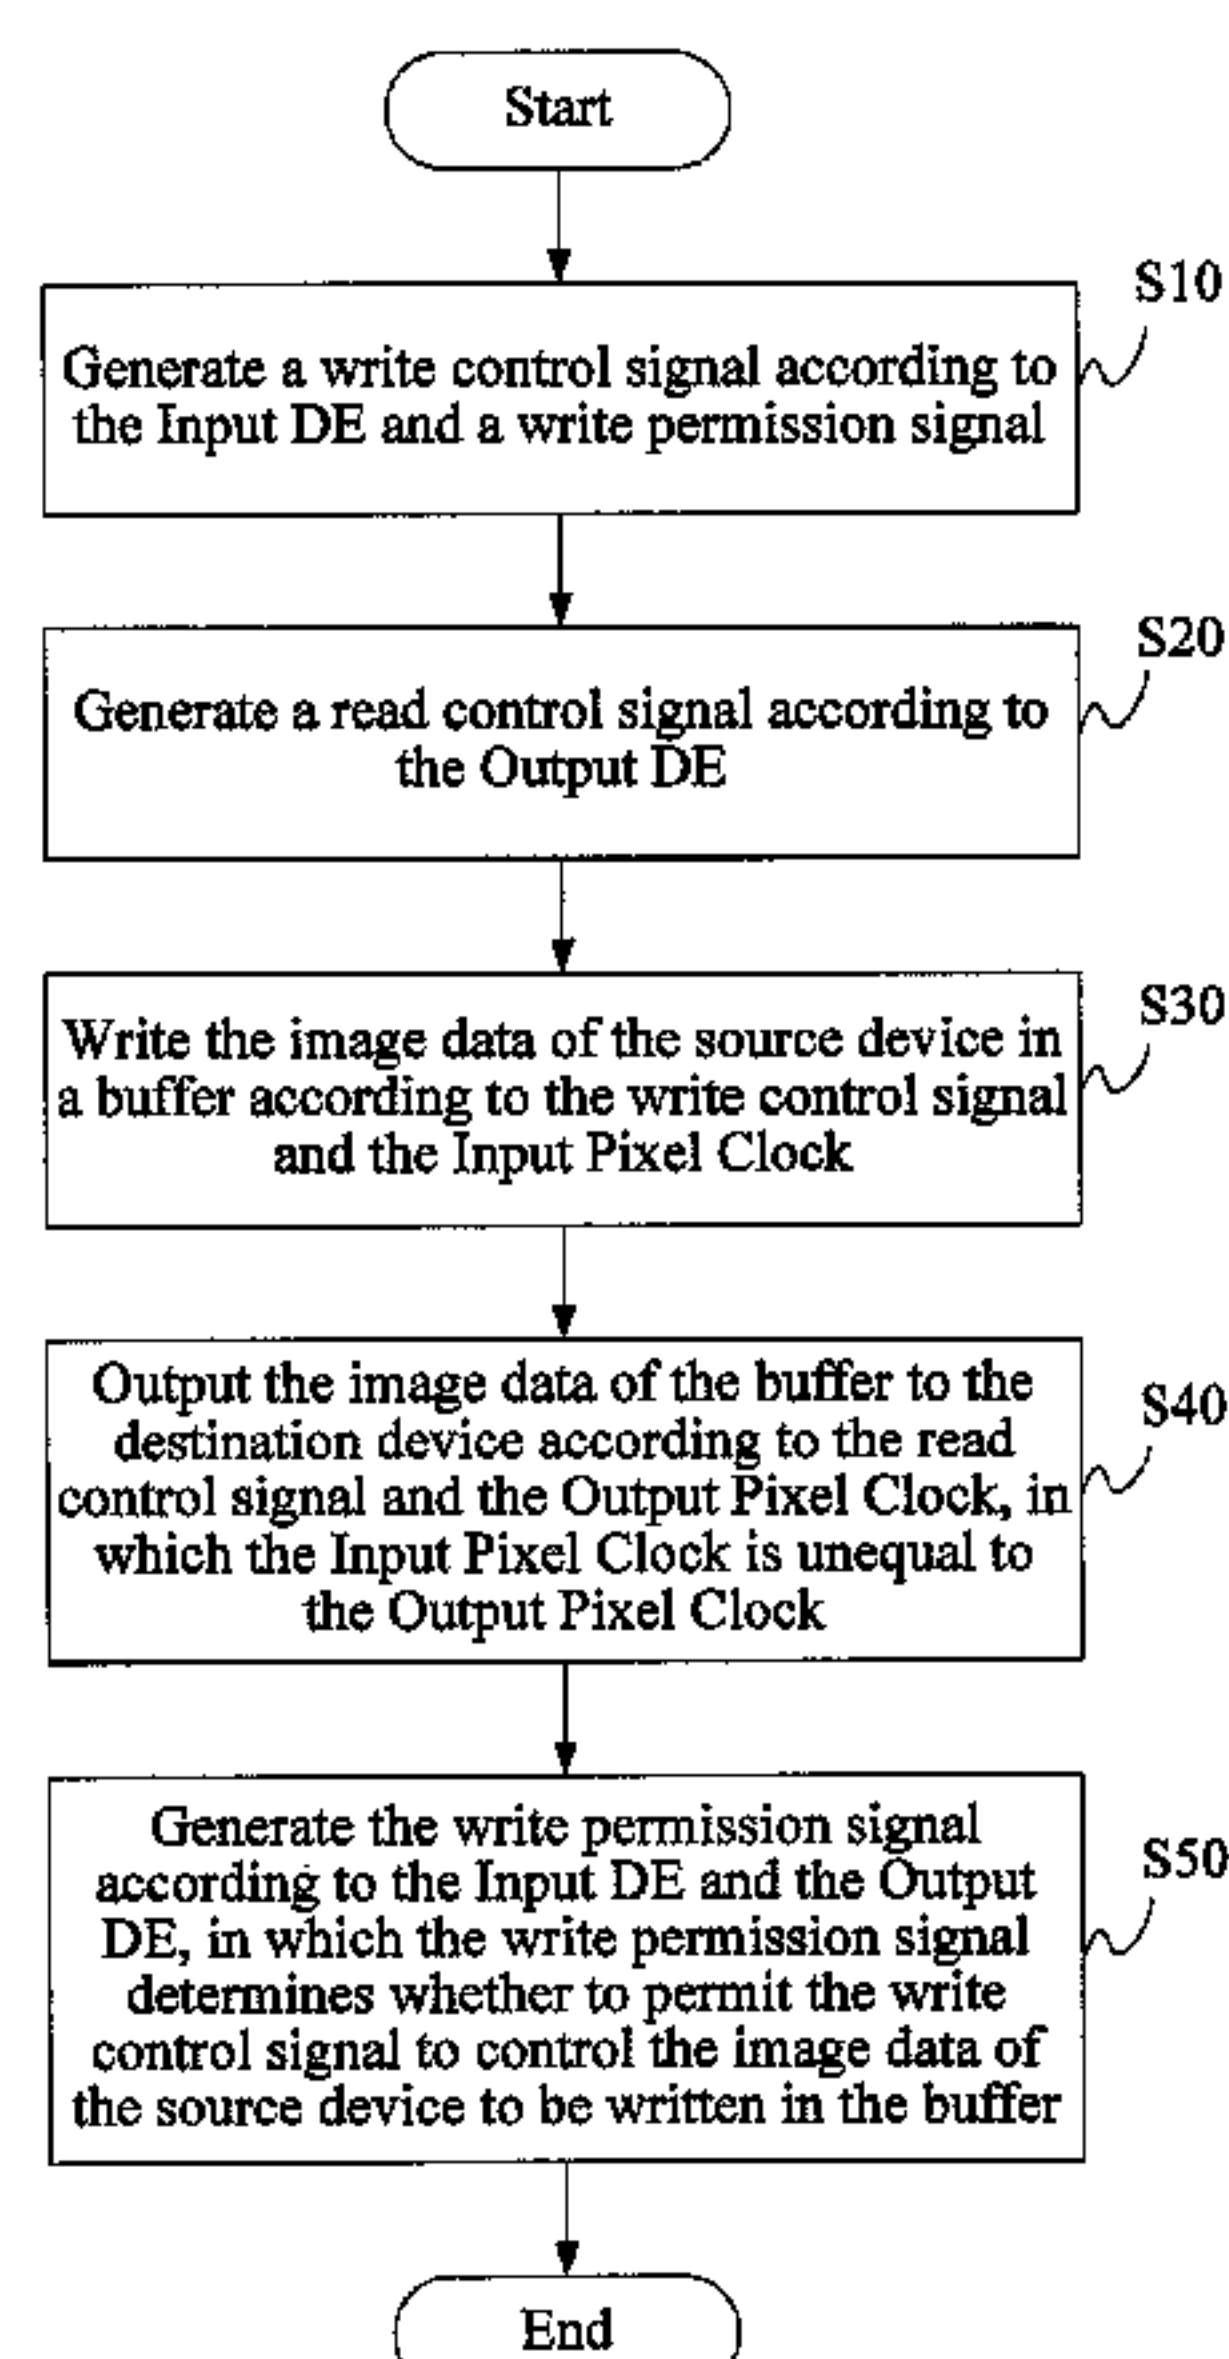 Start
S10
Generate a write control signal according to
the Input DE and a write permission signal
S20
Generate a read control signal according to
the Output DE
S30
Write the image data of the source device in
a buffer according to the write control signal
and the Input Pixel Clock
S40
Output the image data of the buffer to the
destination device according to the read
control signal and the Output Pixel Clock, in
which the Input Pixel Clock is unequal to
the Output Pixel Clock
S50
Generate the write permission signal
according to the Input DE and the Output
DE, in which the write permission signal
determines whether to permit the write
control signal to control the image data of
the source device to be written in the buffer
End